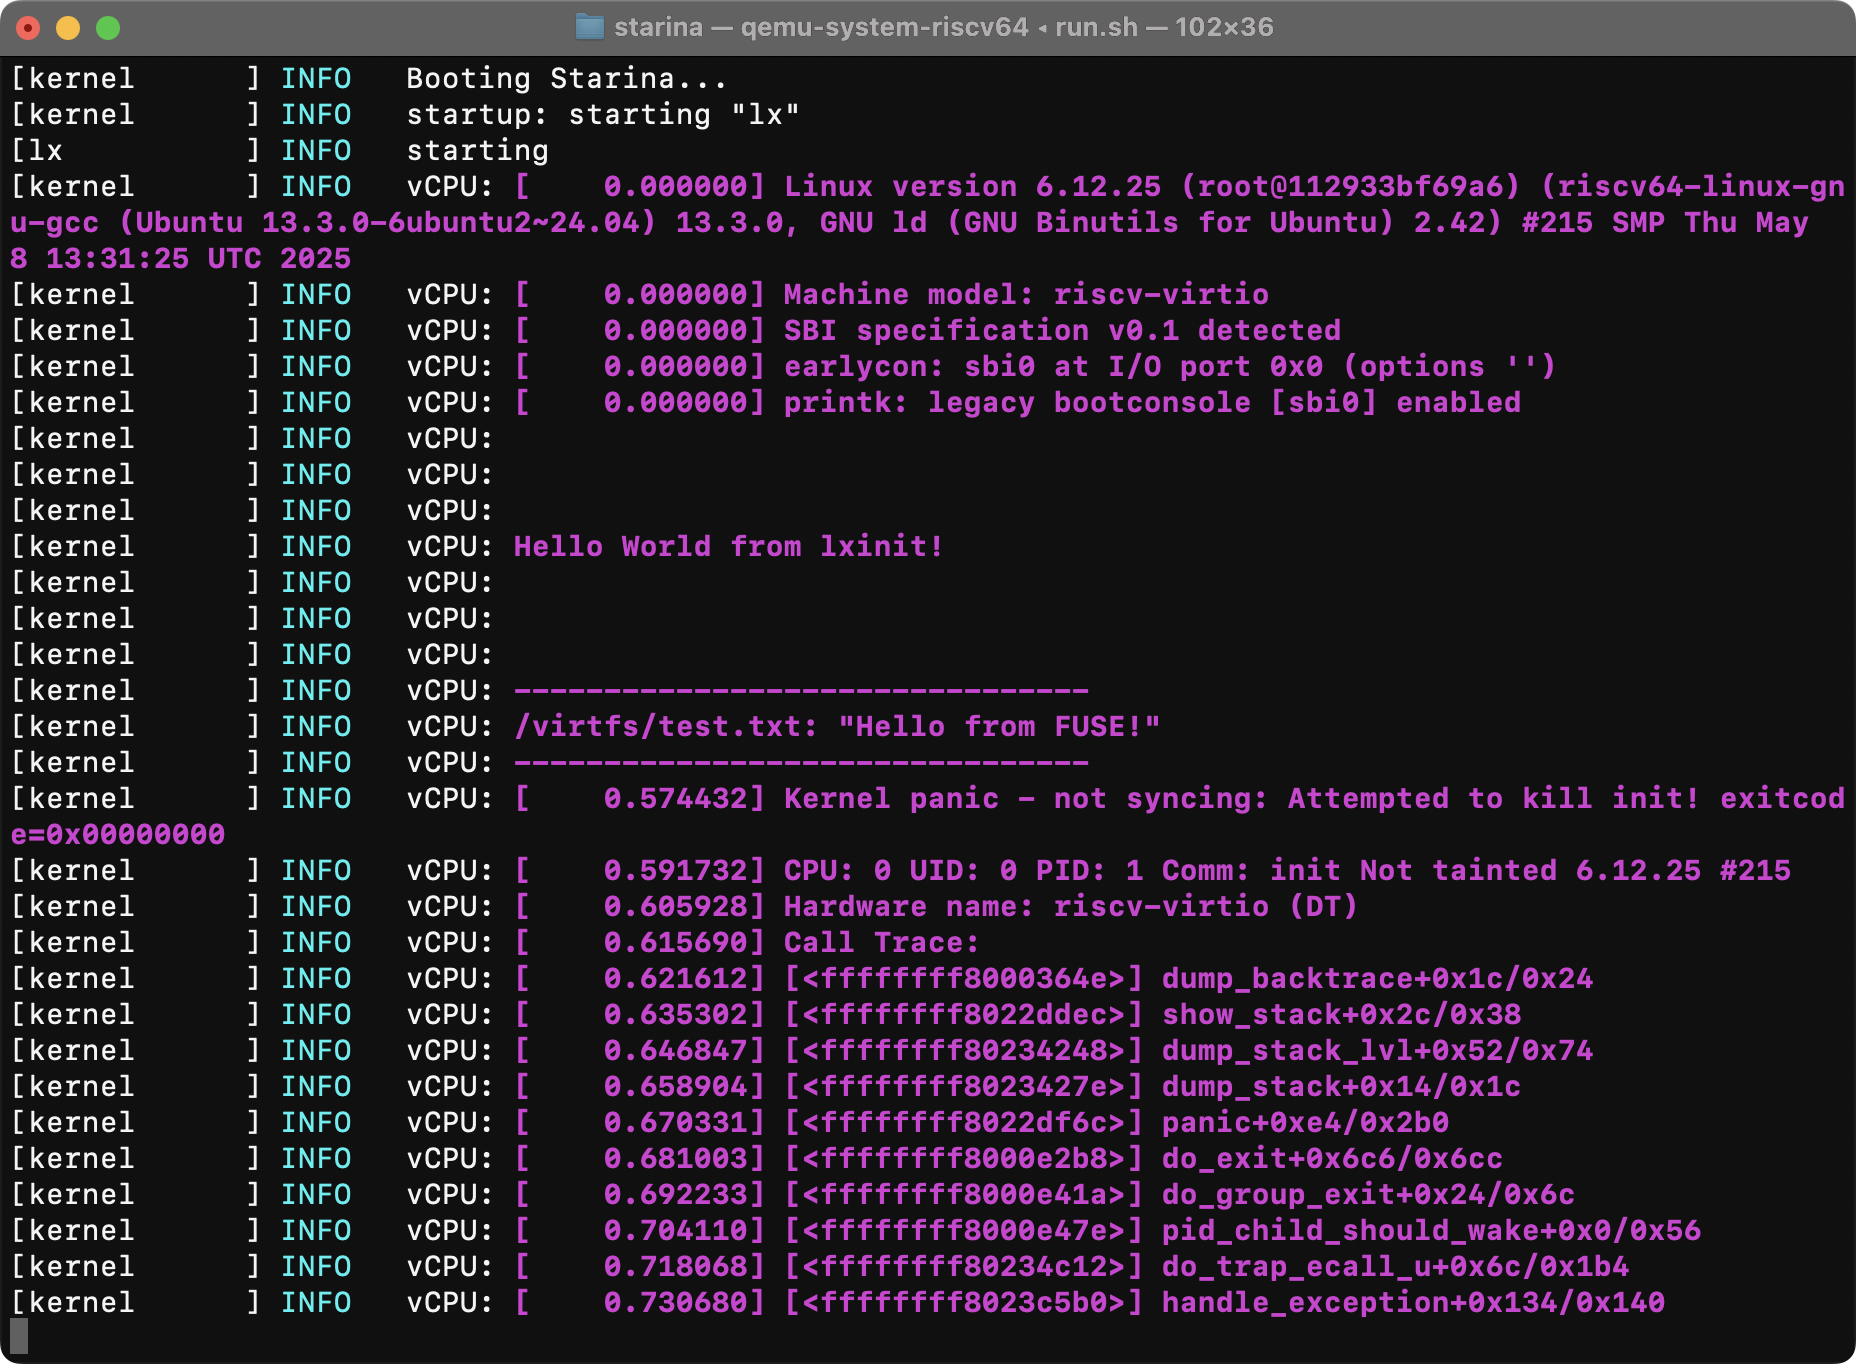 starina — qemu-system-riscv64 ◂ run.sh — 102×36
[kernel      ] INFO   Booting Starina...
[kernel      ] INFO   startup: starting "lx"
[lx          ] INFO   starting
[kernel      ] INFO   vCPU: [    0.000000] Linux version 6.12.25 (root@112933bf69a6) (riscv64-linux-gn
u-gcc (Ubuntu 13.3.0-6ubuntu2~24.04) 13.3.0, GNU ld (GNU Binutils for Ubuntu) 2.42) #215 SMP Thu May
8 13:31:25 UTC 2025
[kernel      ] INFO   vCPU: [    0.000000] Machine model: riscv-virtio
[kernel      ] INFO   vCPU: [    0.000000] SBI specification v0.1 detected
[kernel      ] INFO   vCPU: [    0.000000] earlycon: sbi0 at I/O port 0x0 (options '')
[kernel      ] INFO   vCPU: [    0.000000] printk: legacy bootconsole [sbi0] enabled
[kernel      ] INFO   vCPU:
[kernel      ] INFO   vCPU:
[kernel      ] INFO   vCPU:
[kernel      ] INFO   vCPU: Hello World from lxinit!
[kernel      ] INFO   vCPU:
[kernel      ] INFO   vCPU:
[kernel      ] INFO   vCPU:
[kernel      ] INFO   vCPU: --------------------------------
[kernel      ] INFO   vCPU: /virtfs/test.txt: "Hello from FUSE!"
[kernel      ] INFO   vCPU: --------------------------------
[kernel      ] INFO   vCPU: [    0.574432] Kernel panic - not syncing: Attempted to kill init! exitcod
e=0x00000000
[kernel      ] INFO   vCPU: [    0.591732] CPU: 0 UID: 0 PID: 1 Comm: init Not tainted 6.12.25 #215
[kernel      ] INFO   vCPU: [    0.605928] Hardware name: riscv-virtio (DT)
[kernel      ] INFO   vCPU: [    0.615690] Call Trace:
[kernel      ] INFO   vCPU: [    0.621612] [<ffffffff8000364e>] dump_backtrace+0x1c/0x24
[kernel      ] INFO   vCPU: [    0.635302] [<ffffffff8022ddec>] show_stack+0x2c/0x38
[kernel      ] INFO   vCPU: [    0.646847] [<ffffffff80234248>] dump_stack_lvl+0x52/0x74
[kernel      ] INFO   vCPU: [    0.658904] [<ffffffff8023427e>] dump_stack+0x14/0x1c
[kernel      ] INFO   vCPU: [    0.670331] [<ffffffff8022df6c>] panic+0xe4/0x2b0
[kernel      ] INFO   vCPU: [    0.681003] [<ffffffff8000e2b8>] do_exit+0x6c6/0x6cc
[kernel      ] INFO   vCPU: [    0.692233] [<ffffffff8000e41a>] do_group_exit+0x24/0x6c
[kernel      ] INFO   vCPU: [    0.704110] [<ffffffff8000e47e>] pid_child_should_wake+0x0/0x56
[kernel      ] INFO   vCPU: [    0.718068] [<ffffffff80234c12>] do_trap_ecall_u+0x6c/0x1b4
[kernel      ] INFO   vCPU: [    0.730680] [<ffffffff8023c5b0>] handle_exception+0x134/0x140